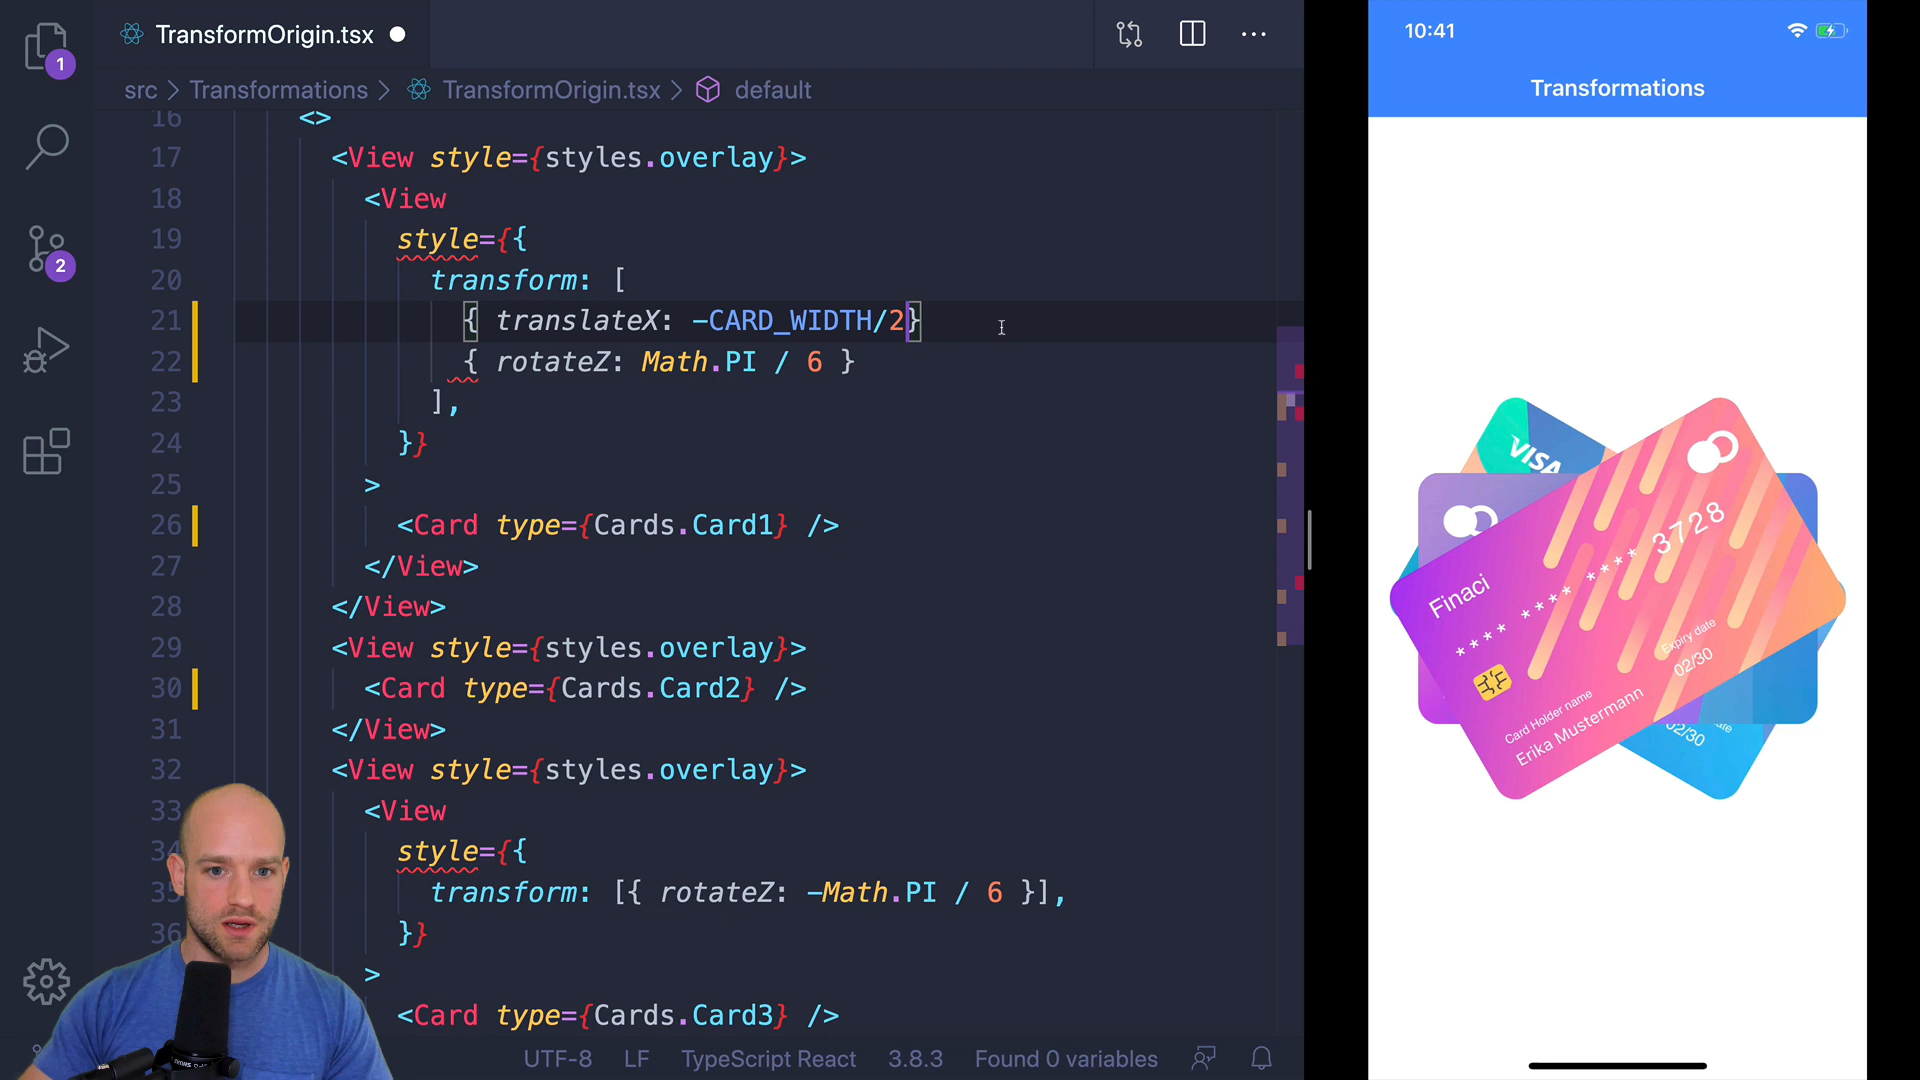 TransformOrigin.tsx
1
src > Transformations > TransformOrigin.tsx > default
16 <>
17 <View style={styles.overlay}>
18 <View
19 style={{
20 transform: [
21 { translateX: -CARD_WIDTH/2}
22 { rotateZ: Math.PI / 6 }
23 ],
24 }}
25 >
26 <Card type={Cards.Card1} />
27 </View>
28 </View>
29 <View style={styles.overlay}>
30 <Card type={Cards.Card2} />
31 </View>
32 <View style={styles.overlay}>
33 <View
34 style={{
35 transform: [{ rotateZ: -Math.PI / 6 }],
36 }}
>
<Card type={Cards.Card3} />
2
UTF-8 LF TypeScript React 3.8.3 Found 0 variables
10:41
Transformations
VISA
Finaci
**** **** **** 3728
Expiry date
02/30
Card Holder name
Erika Mustermann
02/30